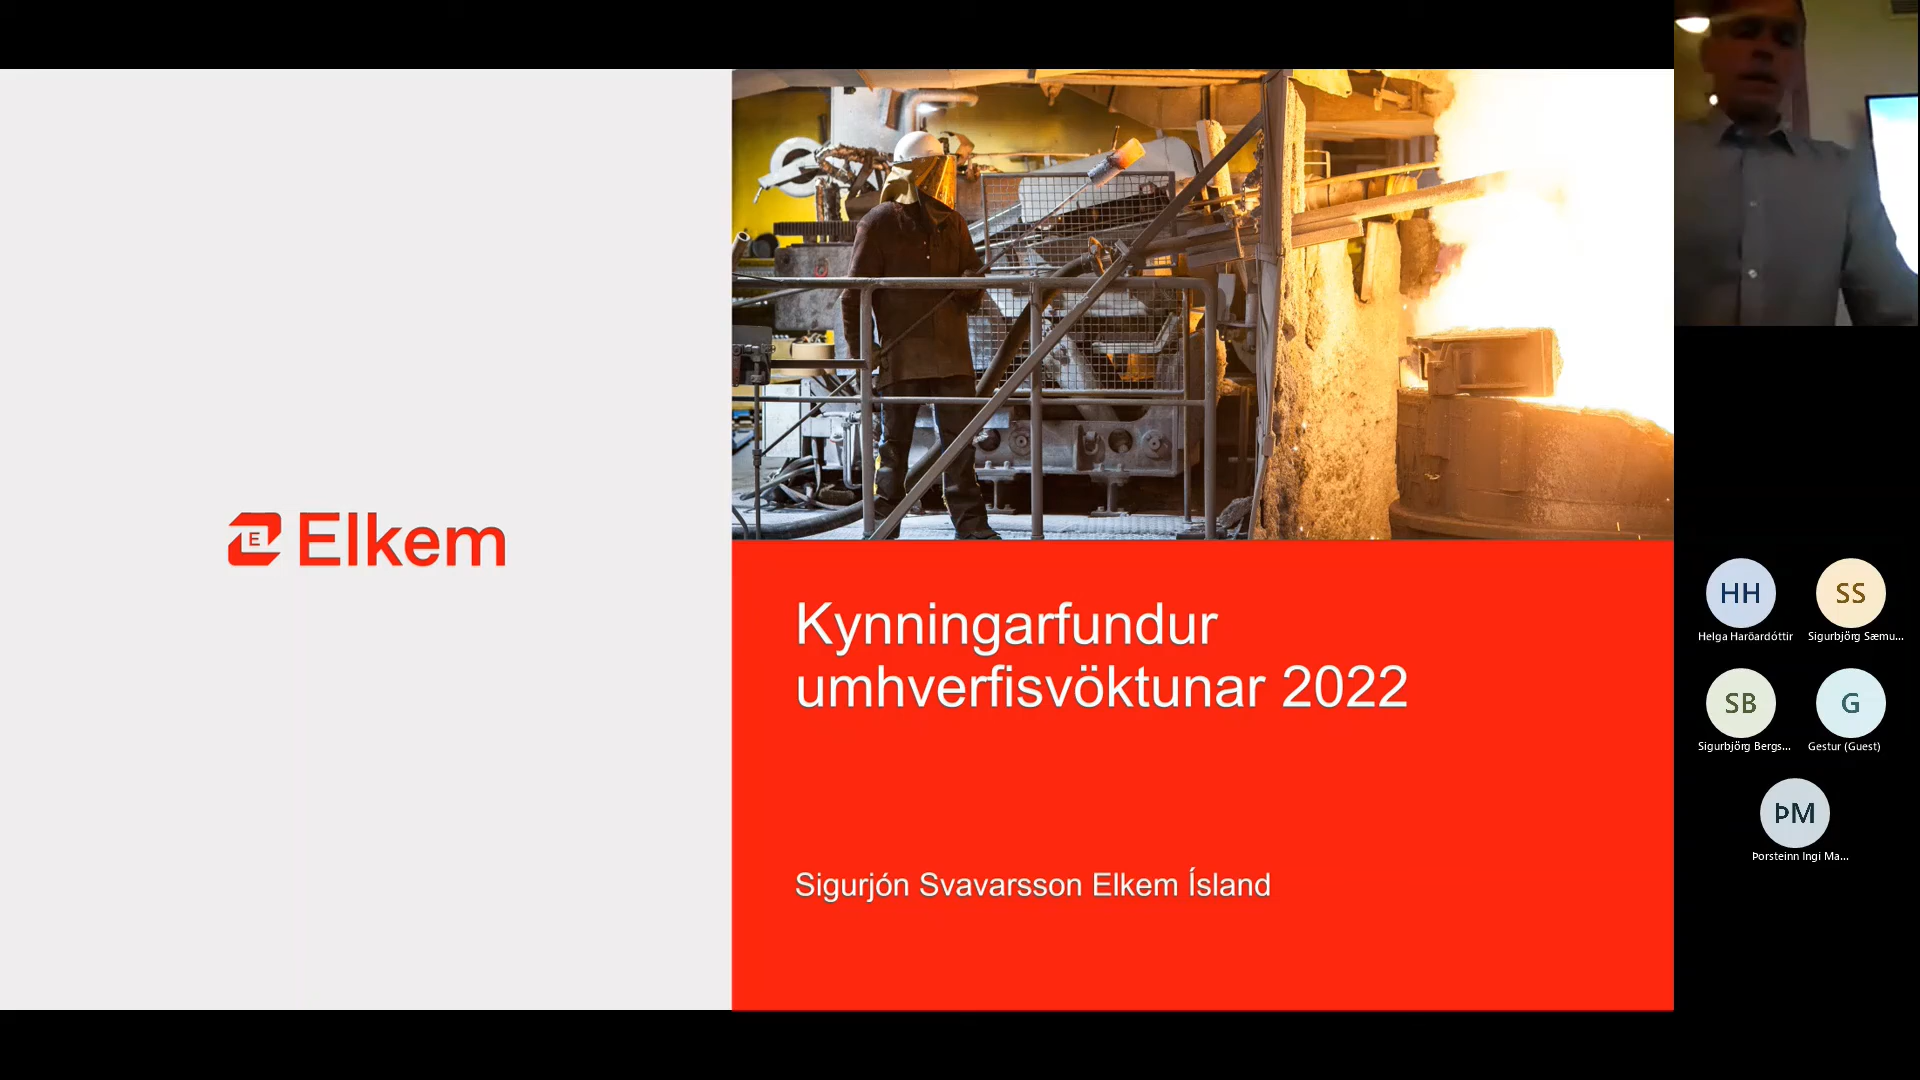 E Elkem
Kynningarfundur
umhverfisvöktunar 2022
Sigurjón Svavarsson Elkem Ísland
HH
Helga Harðardóttir
SS
Sigurbjörg Sæmu...
SB
Sigurbjörg Bergs...
G
Gestur (Guest)
ÞM
Þorsteinn Ingi Ma...